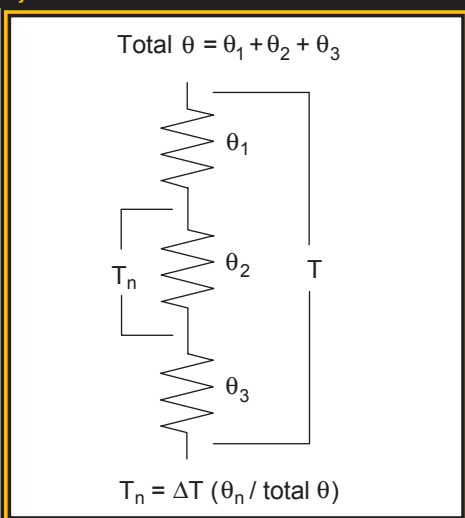 Total θ = θ₁ + θ₂ + θ₃
θ₁
θ₂
Tₙ
T
θ₃
Tₙ = ΔT (θₙ / total θ)